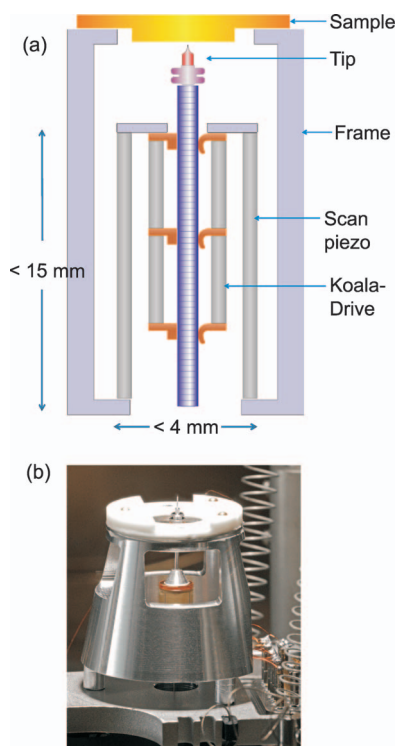 (a)
Sample
Tip
Frame
Scan
piezo
< 15 mm
Koala-
Drive
< 4 mm
(b)